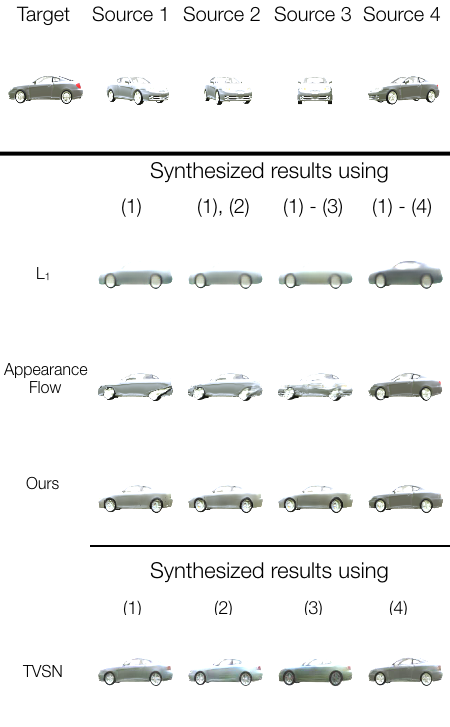 Target Source 1 Source 2 Source 3 Source 4
Synthesized results using
(1) (1), (2) (1) - (3) (1) - (4)
L₁
Appearance
Flow
Ours
Synthesized results using
(1) (2) (3) (4)
TVSN